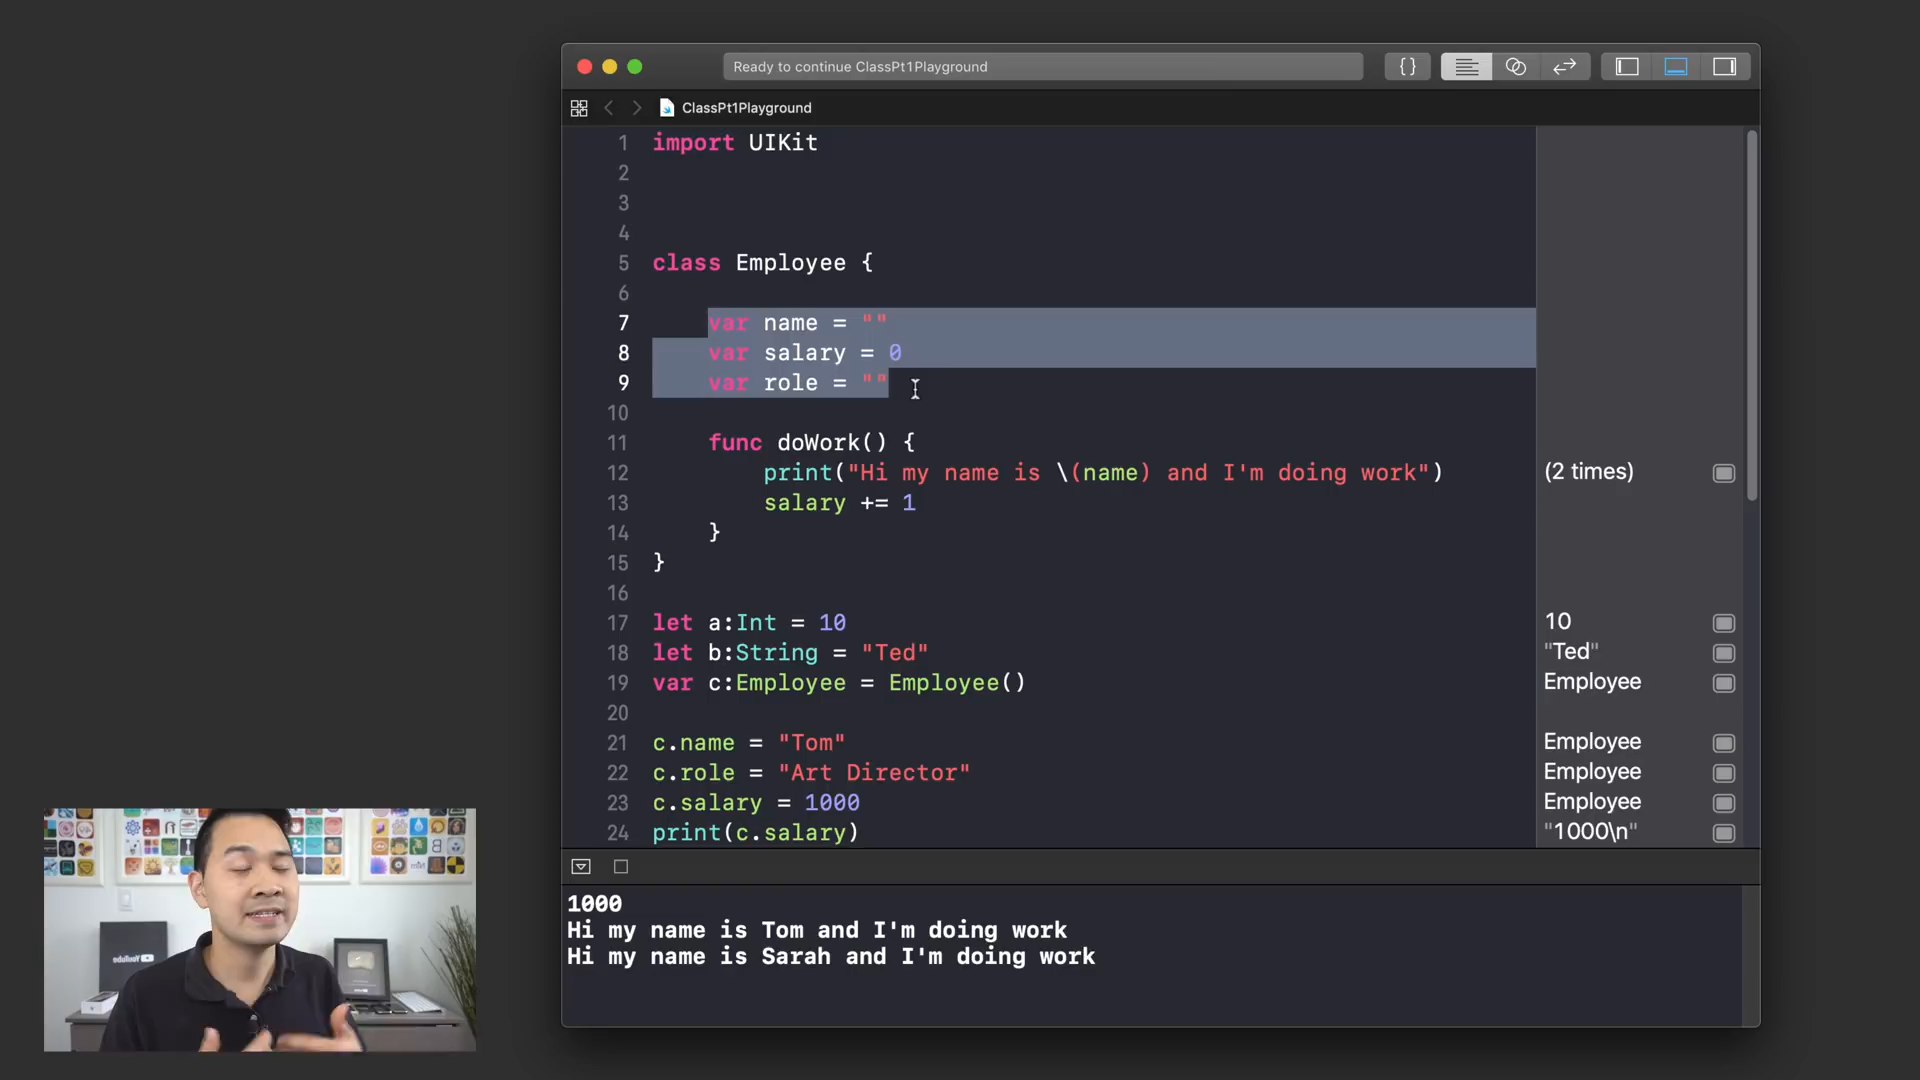 Ready to continue ClassPt1Playground
{}
ClassPt1Playground
1 import UIKit
2
3
4
5 class Employee {
6
7 var name = ""
8 var salary = 0
9 var role = ""
10
11 func doWork() {
12 print("Hi my name is \(name) and I'm doing work") (2 times)
13 salary += 1
14 }
15 }
16
17 let a:Int = 10 10
18 let b:String = "Ted" "Ted"
19 var c:Employee = Employee() Employee
20
21 c.name = "Tom" Employee
22 c.role = "Art Director" Employee
23 c.salary = 1000 Employee
24 print(c.salary) "1000\n"
1000
Hi my name is Tom and I'm doing work
Hi my name is Sarah and I'm doing work
YouTube